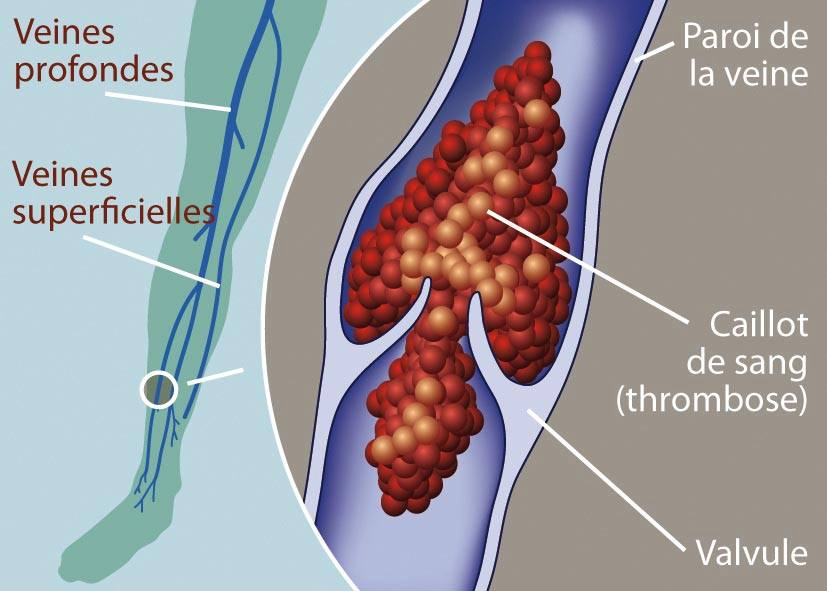 Veines
profondes
Veines
superficielles
Paroi de
la veine
Caillot
de sang
(thrombose)
Valvule